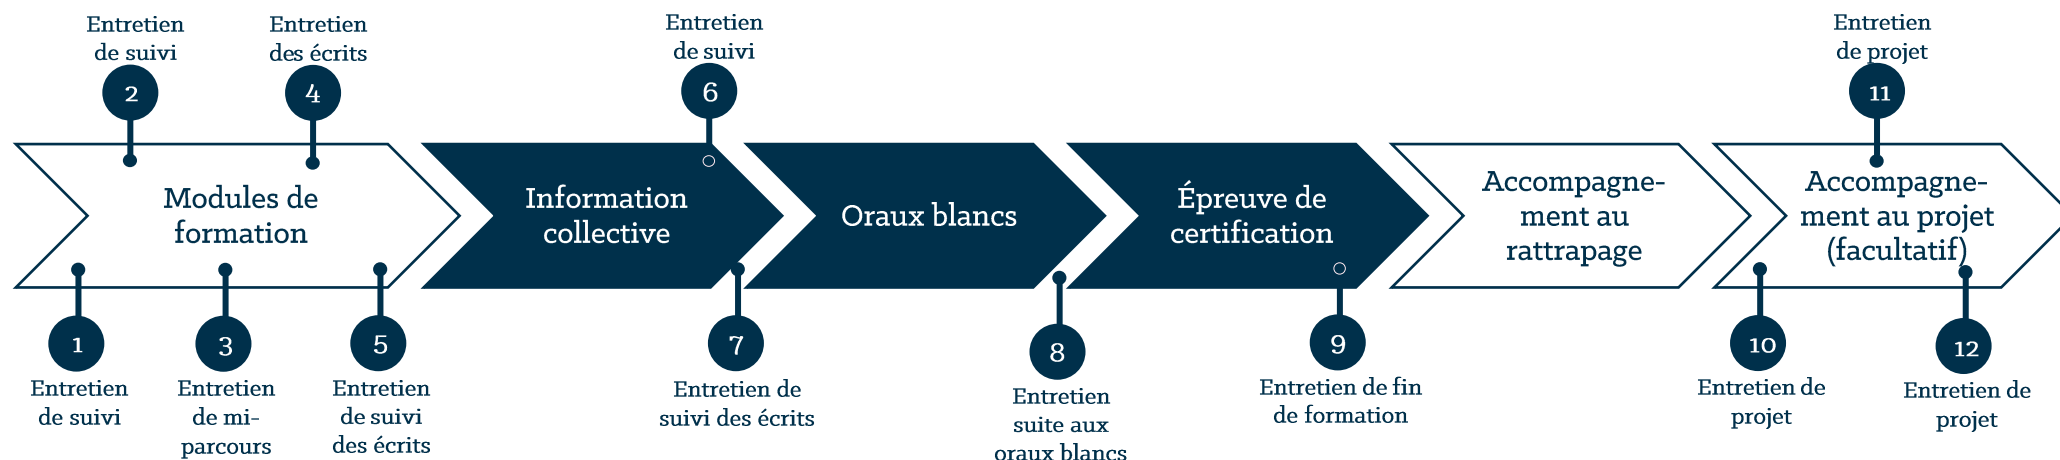 Entretien
de suivi
2
Entretien
des écrits
4
Entretien
de suivi
6
Entretien
de projet
11
Modules de
formation
Information
collective
Oraux blancs
Épreuve de
certification
Accompagne-
ment au
rattrapage
Accompagne-
ment au projet
(facultatif)
1
Entretien
de suivi
3
Entretien
de mi-
parcours
5
Entretien
de suivi
des écrits
7
Entretien de
suivi des écrits
8
Entretien
suite aux
oraux blancs
9
Entretien de fin
de formation
10
Entretien de
projet
12
Entretien de
projet